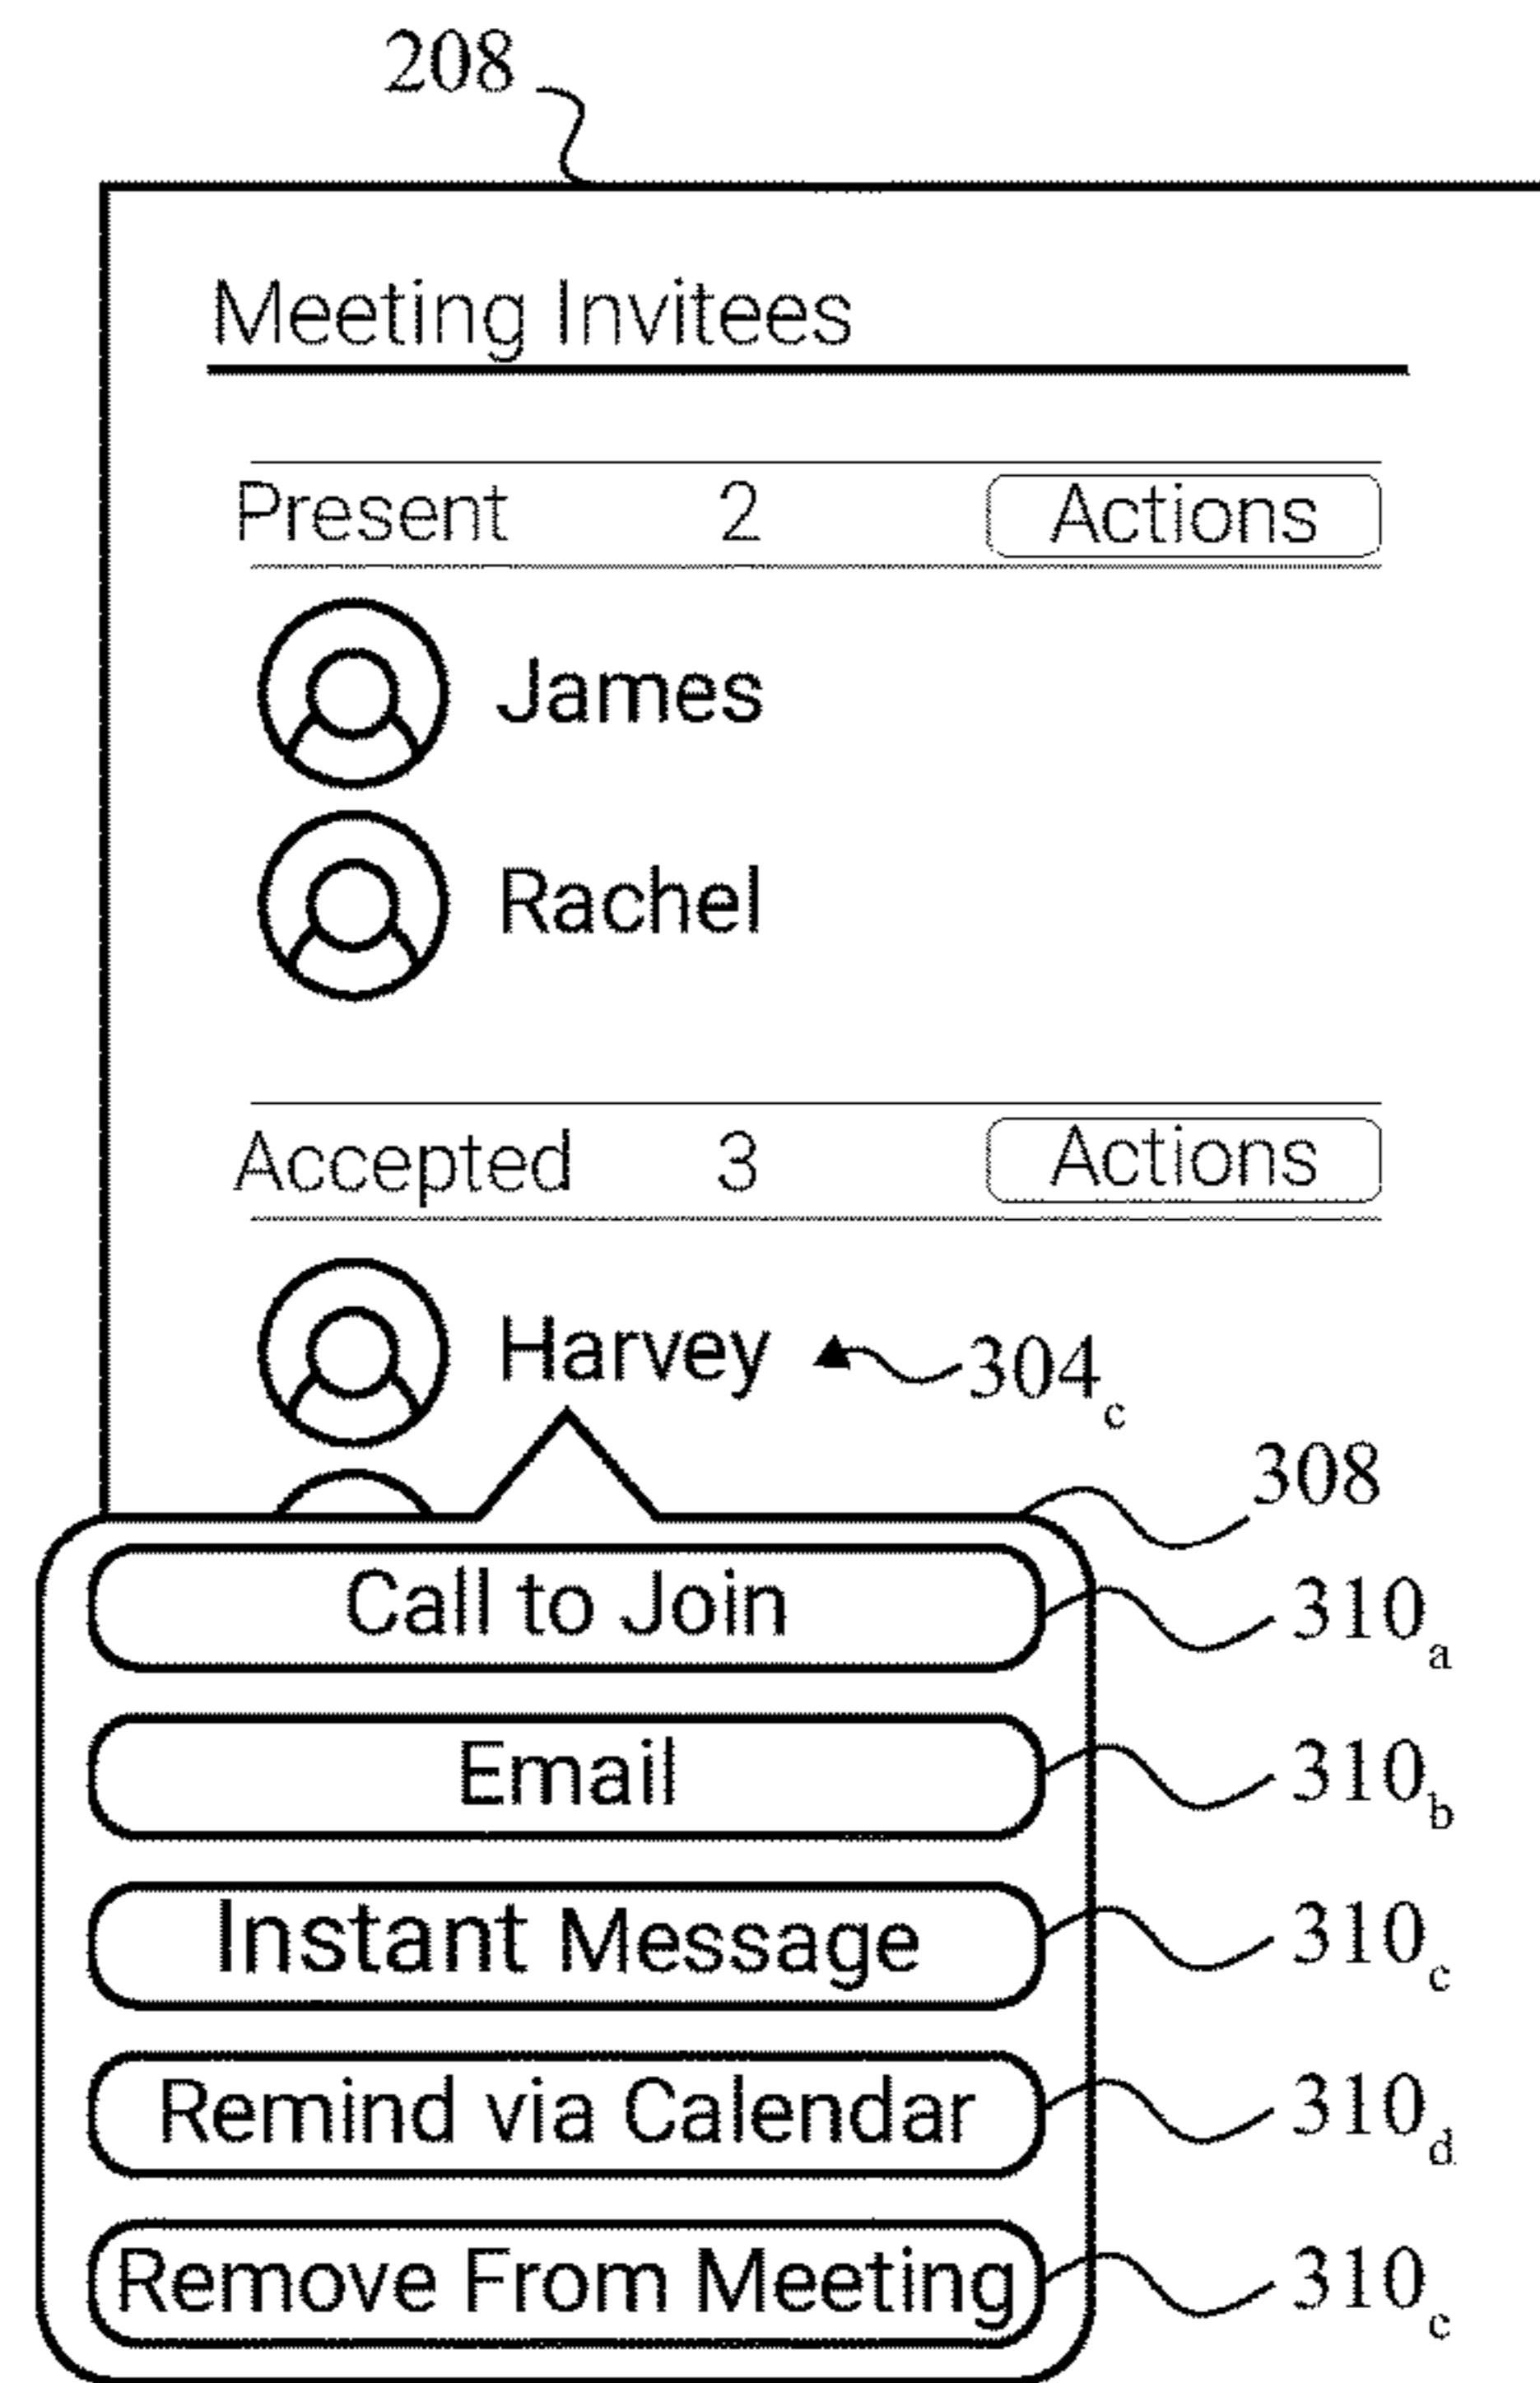 208
Meeting Invitees
Present 2 Actions
James
Rachel
Accepted 3 Actions
Harvey 304c
308
Call to Join 310a
Email 310b
Instant Message 310c
Remind via Calendar 310d
Remove From Meeting 310c